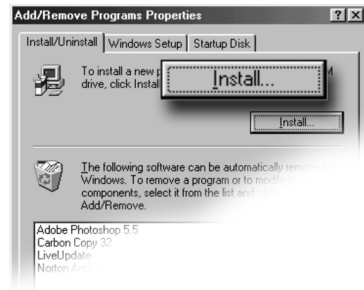 Add/Remove Programs Properties
Install/Uninstall Windows Setup Startup Disk
To install a new
drive, click Instal
Install...
Install...
The following software can be automatically
Windows. To remove a program or to
components, select it from the list and
Add/Remove.
Adobe Photoshop 5.5
Carbon Copy 32
LiveUpdate
Norton